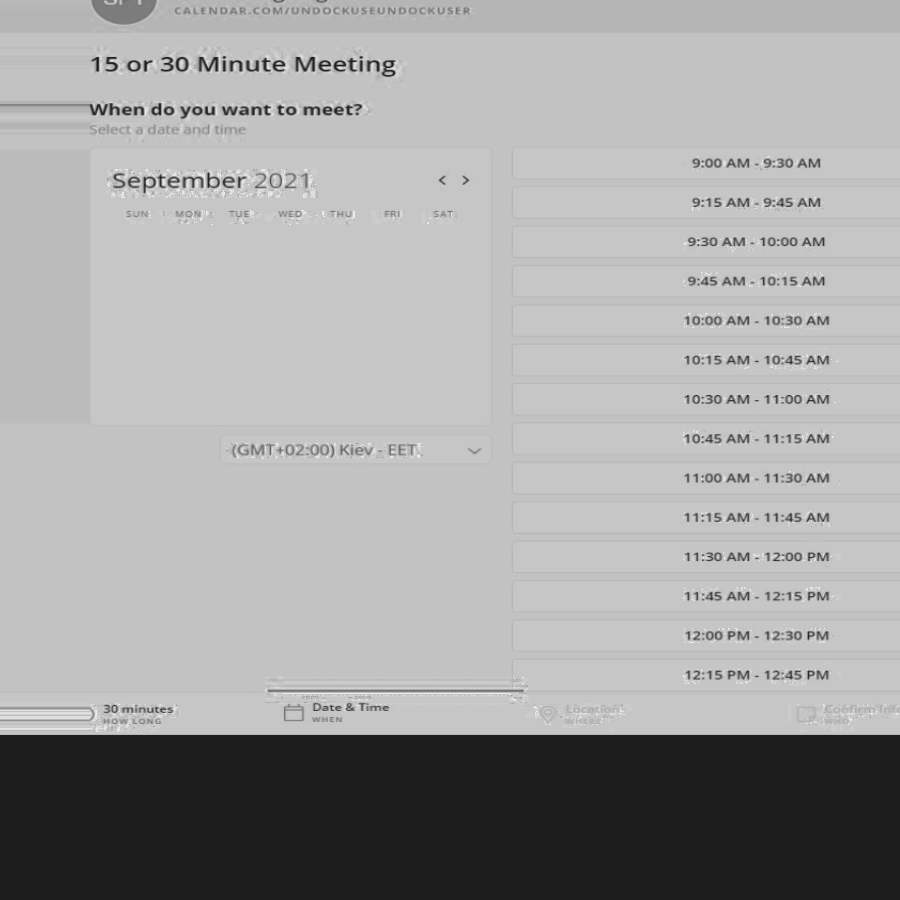 CALENDAR.COM/UNDOCKUSEUNDOCKUSER
15 or 30 Minute Meeting
When do you want to meet?
Select a date and time
September 2021 < >
SUN MON TUE WED THU FRI SAT
(GMT+02:00) Kiev - EET
9:00 AM - 9:30 AM
9:15 AM - 9:45 AM
9:30 AM - 10:00 AM
9:45 AM - 10:15 AM
10:00 AM - 10:30 AM
10:15 AM - 10:45 AM
10:30 AM - 11:00 AM
10:45 AM - 11:15 AM
11:00 AM - 11:30 AM
11:15 AM - 11:45 AM
11:30 AM - 12:00 PM
11:45 AM - 12:15 PM
12:00 PM - 12:30 PM
12:15 PM - 12:45 PM
30 minutes
HOW LONG
Date & Time
WHEN
Location
WHERE
Confirm Info
WHO